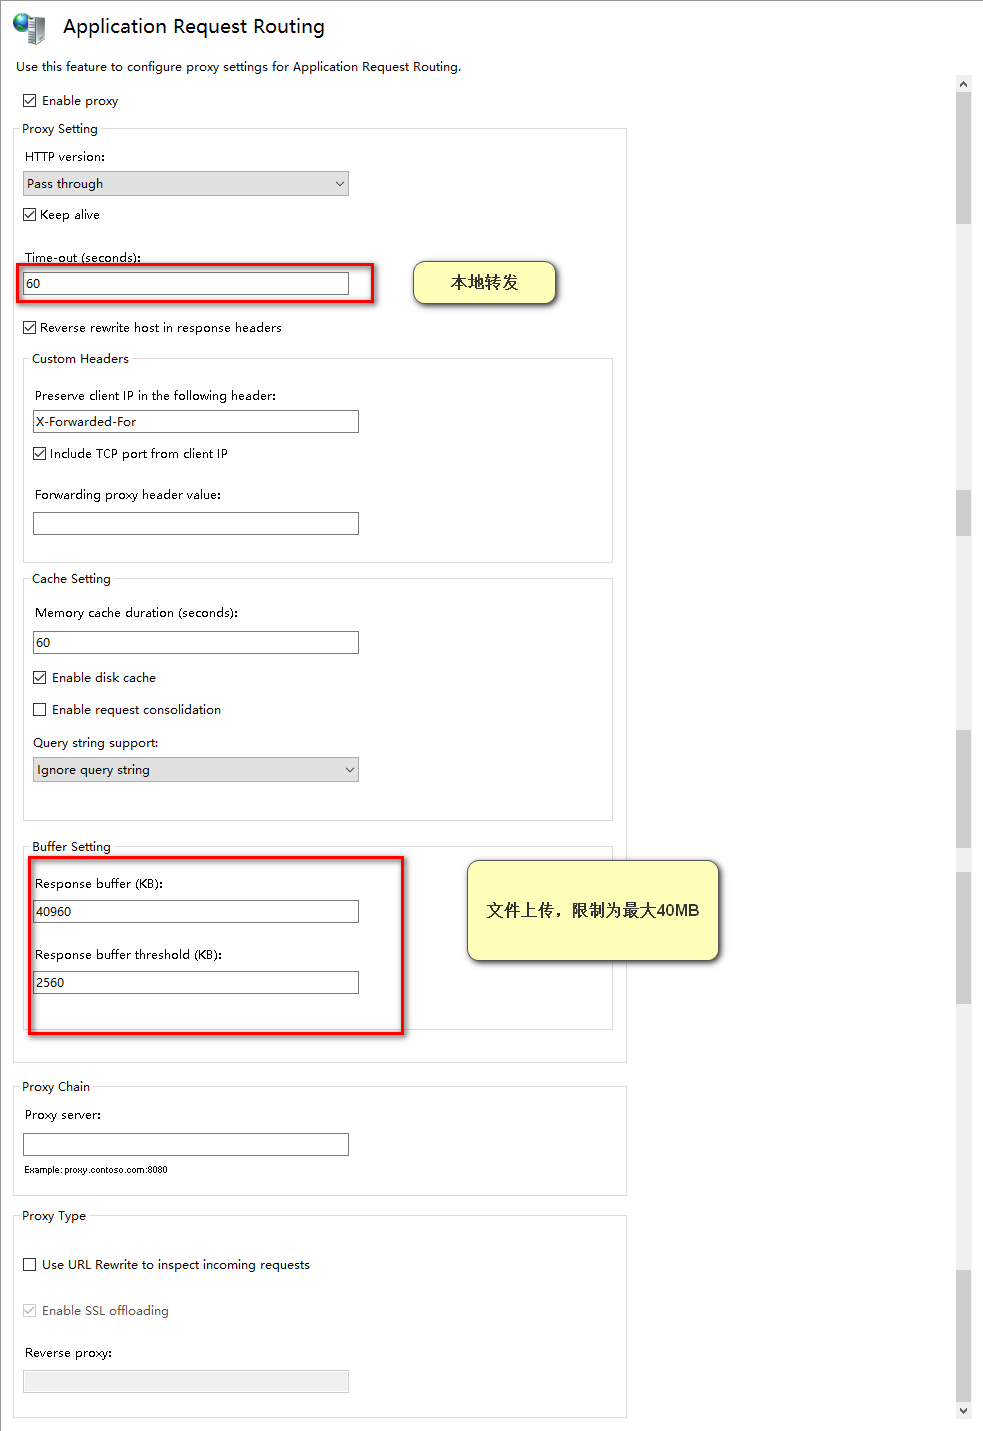 Application Request Routing
Use this feature to configure proxy settings for Application Request Routing.
Enable proxy
Proxy Setting
HTTP version:
Pass through
Keep alive
Time-out (seconds):
60
本地转发
Reverse rewrite host in response headers
Custom Headers
Preserve client IP in the following header:
X-Forwarded-For
Include TCP port from client IP
Forwarding proxy header value:
Cache Setting
Memory cache duration (seconds):
60
Enable disk cache
Enable request consolidation
Query string support:
Ignore query string
Buffer Setting
Response buffer (KB):
40960
文件上传，限制为最大40MB
Response buffer threshold (KB):
2560
Proxy Chain
Proxy server:
Example: proxy.contoso.com:8080
Proxy Type
Use URL Rewrite to inspect incoming requests
Enable SSL offloading
Reverse proxy: